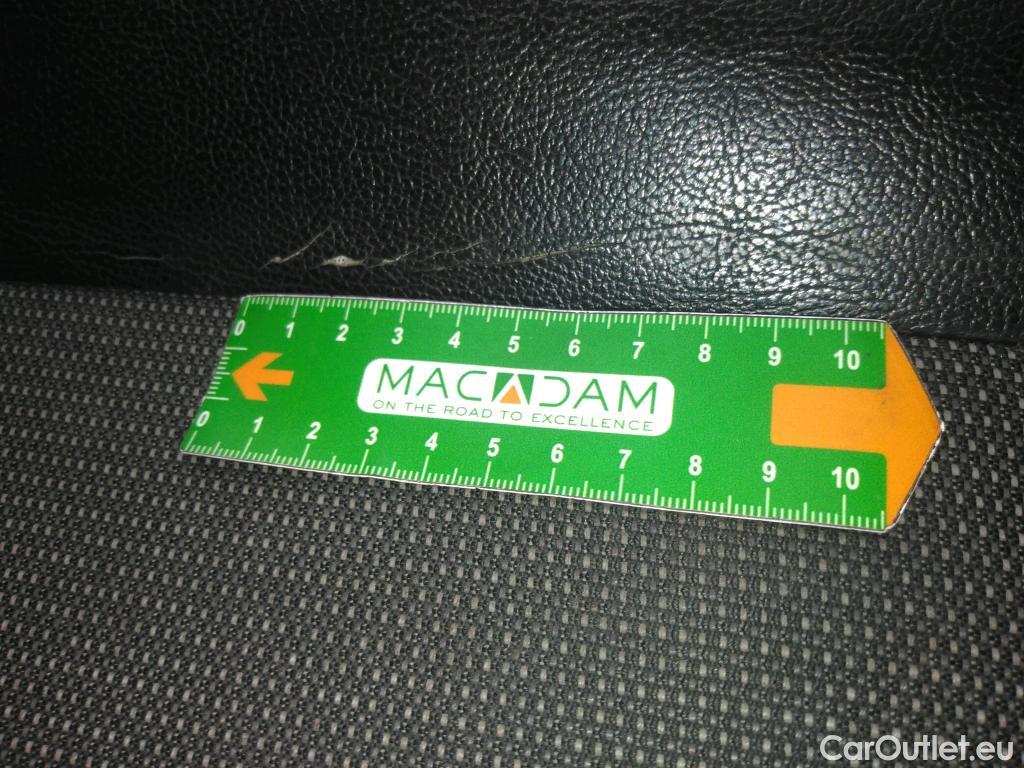 0 1 2 3 4 5 6 7 8 9 10
MACADAM
ON THE ROAD TO EXCELLENCE
0 1 2 3 4 5 6 7 8 9 10
CarOutlet.eu